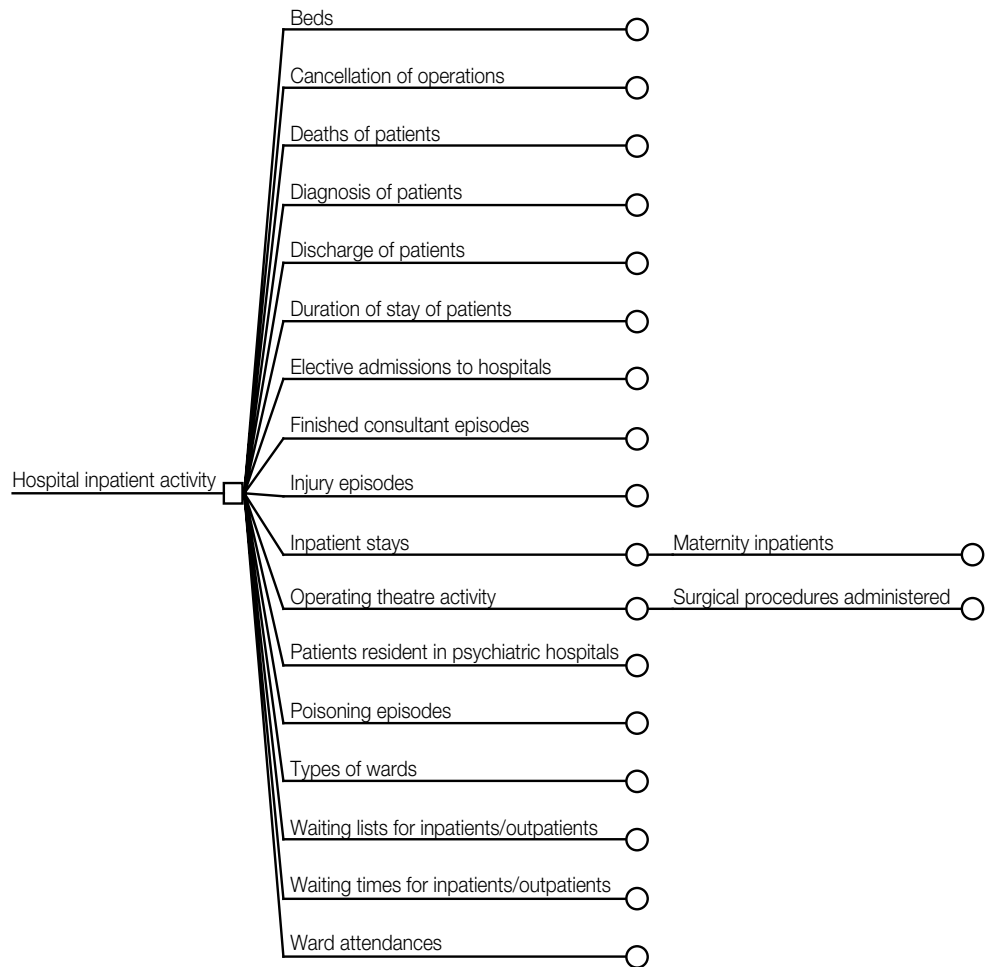 Beds
Cancellation of operations
Deaths of patients
Diagnosis of patients
Discharge of patients
Duration of stay of patients
Elective admissions to hospitals
Finished consultant episodes
Hospital inpatient activity
Injury episodes
Inpatient stays
Maternity inpatients
Operating theatre activity
Surgical procedures administered
Patients resident in psychiatric hospitals
Poisoning episodes
Types of wards
Waiting lists for inpatients/outpatients
Waiting times for inpatients/outpatients
Ward attendances